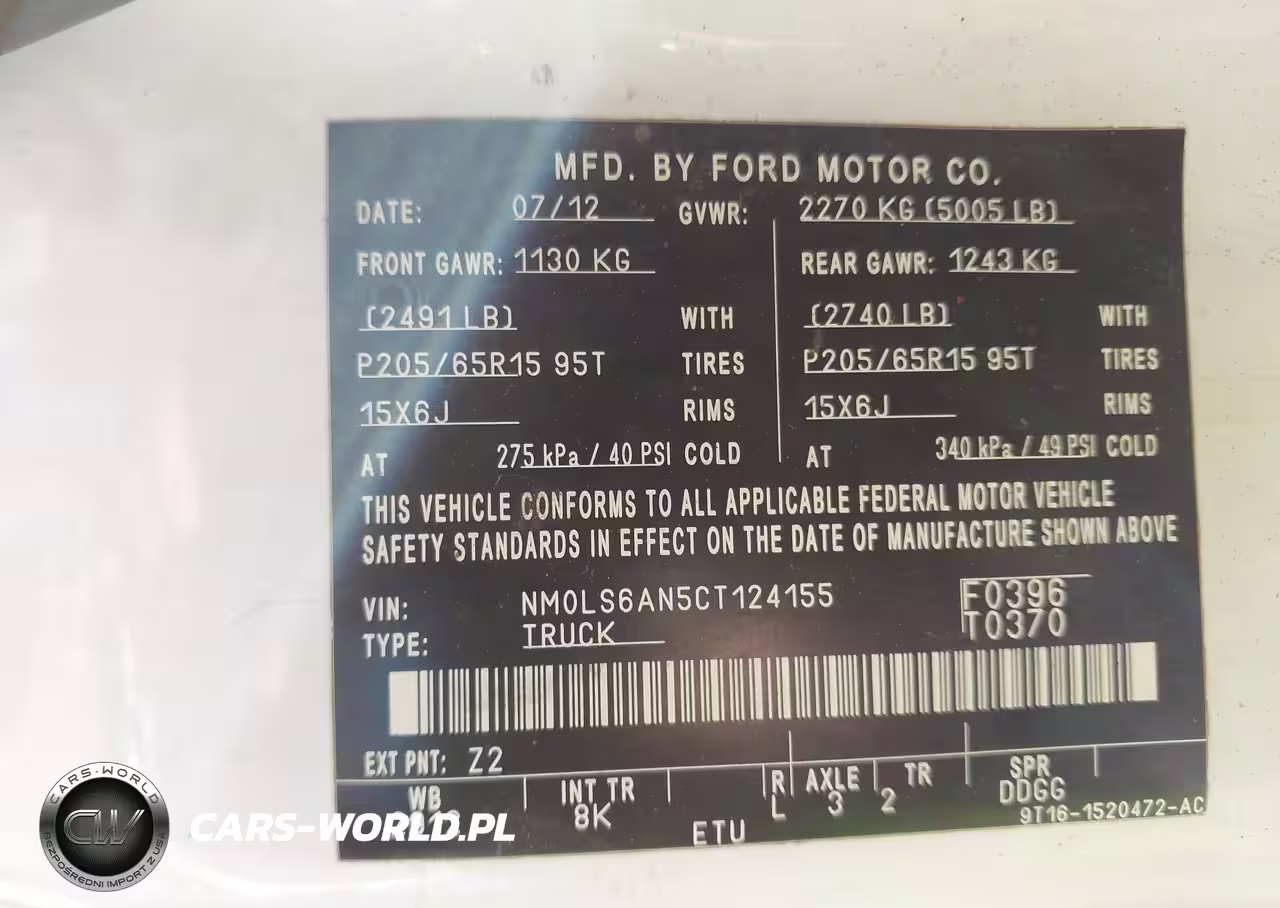 MFD. BY FORD MOTOR CO.
DATE: 07/12 GVWR: 2270 KG (5005 LB)
FRONT GAWR: 1130 KG REAR GAWR: 1243 KG
(2491 LB) WITH (2740 LB) WITH
P205/65R15 95T TIRES P205/65R15 95T TIRES
15X6J RIMS 15X6J RIMS
AT 275 kPa / 40 PSI COLD AT 340 kPa / 49 PSI COLD
THIS VEHICLE CONFORMS TO ALL APPLICABLE FEDERAL MOTOR VEHICLE
SAFETY STANDARDS IN EFFECT ON THE DATE OF MANUFACTURE SHOWN ABOVE
VIN: NM0LS6AN5CT124155 F0396
TYPE: TRUCK T0370
EXT PNT: Z2
WB INT TR R AXLE TR SPR
8K L 3 2 DDGG
ETU 9T16-1520472-AC
CARS-WORLD
CW
BEZPOŚREDNI IMPORT Z USA
CARS-WORLD.PL